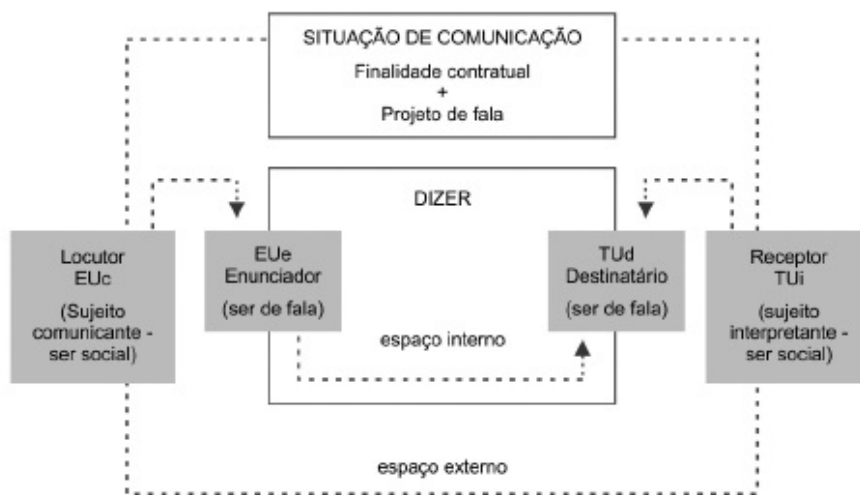 SITUAÇÃO DE COMUNICAÇÃO
Finalidade contratual
+
Projeto de fala
DIZER
Locutor
EUc
(Sujeito
comunicante -
ser social)
EUe
Enunciador
(ser de fala)
TUd
Destinatário
(ser de fala)
Receptor
TUi
(sujeito
interpretante -
ser social)
espaço interno
espaço externo